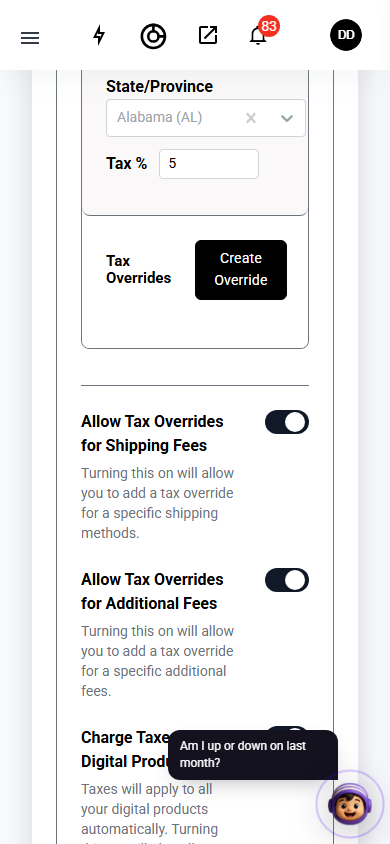 83
DD
State/Province
Alabama (AL)
Tax % 5
Tax
Overrides
Create
Override
Allow Tax Overrides
for Shipping Fees
Turning this on will allow
you to add a tax override
for a specific shipping
methods.
Allow Tax Overrides
for Additional Fees
Turning this on will allow
you to add a tax override
for a specific additional
fees.
Charge Taxe
Digital Produ
Am I up or down on last
month?
Taxes will apply to all
your digital products
automatically. Turning